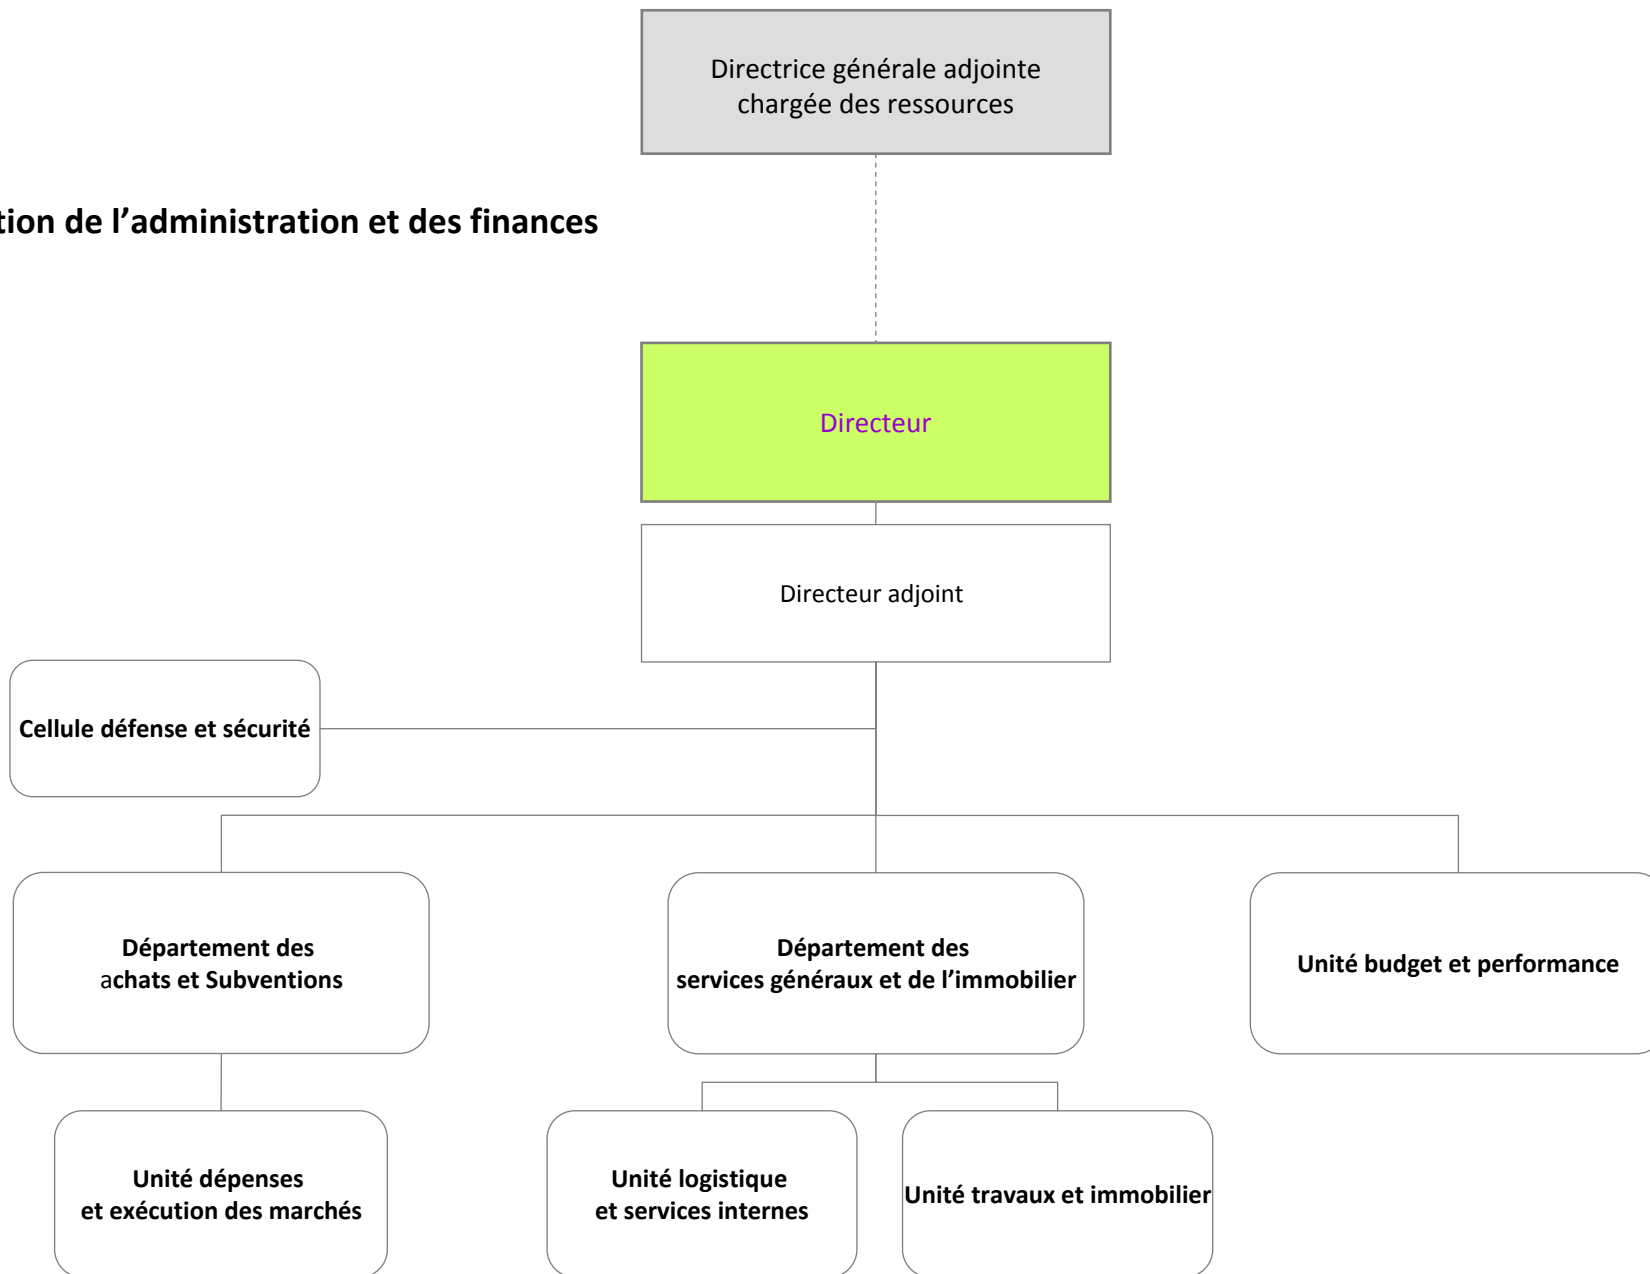 Directrice générale adjointe
chargée des ressources
tion de l’administration et des finances
Directeur
Directeur adjoint
Cellule défense et sécurité
Département des
achats et Subventions
Département des
services généraux et de l’immobilier
Unité budget et performance
Unité dépenses
et exécution des marchés
Unité logistique
et services internes
Unité travaux et immobilier